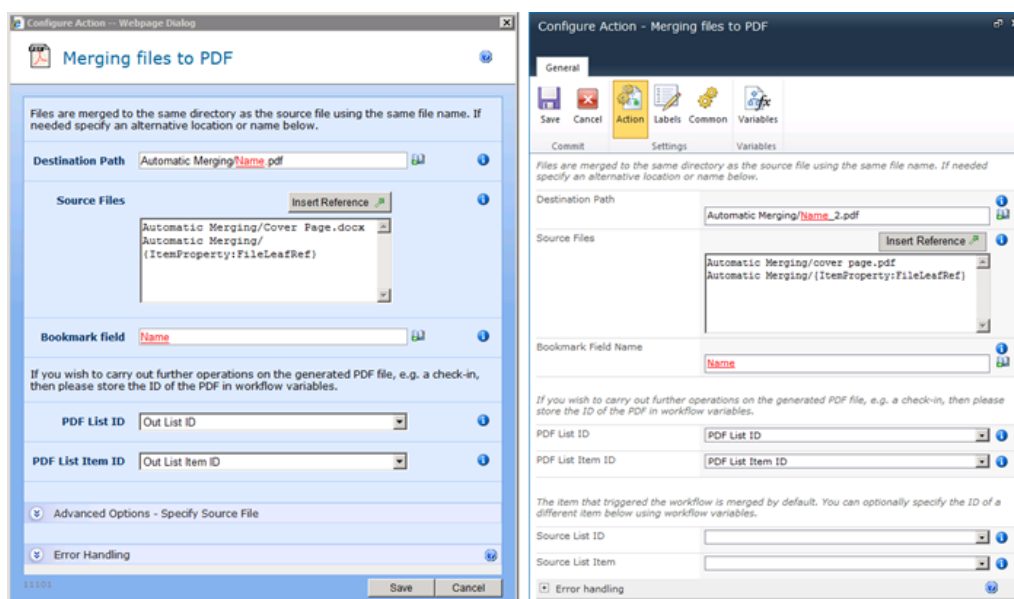 Configure Action -- Webpage Dialog
Merging files to PDF
Files are merged to the same directory as the source file using the same file name. If
needed specify an alternative location or name below.
Destination Path Automatic Merging/Name.pdf
Source Files Insert Reference
Automatic Merging/Cover Page.docx
Automatic Merging/
{ItemProperty:FileLeafRef}
Bookmark field Name
If you wish to carry out further operations on the generated PDF file, e.g. a check-in,
then please store the ID of the PDF in workflow variables.
PDF List ID Out List ID
PDF List Item ID Out List Item ID
Advanced Options - Specify Source File
Error Handling
Save Cancel
Configure Action - Merging files to PDF
General
Save Cancel Action Labels Common Variables
Commit Settings Variables
Files are merged to the same directory as the source file using the same file name. If needed
specify an alternative location or name below.
Destination Path
Automatic Merging/Name_2.pdf
Source Files Insert Reference
Automatic Merging/cover page.pdf
Automatic Merging/{ItemProperty:FileLeafRef}
Bookmark Field Name
Name
If you wish to carry out further operations on the generated PDF file, e.g. a check-in, then please
store the ID of the PDF in workflow variables.
PDF List ID PDF List ID
PDF List Item ID PDF List Item ID
The item that triggered the workflow is merged by default. You can optionally specify the ID of a
different item below using workflow variables.
Source List ID
Source List Item
Error handling